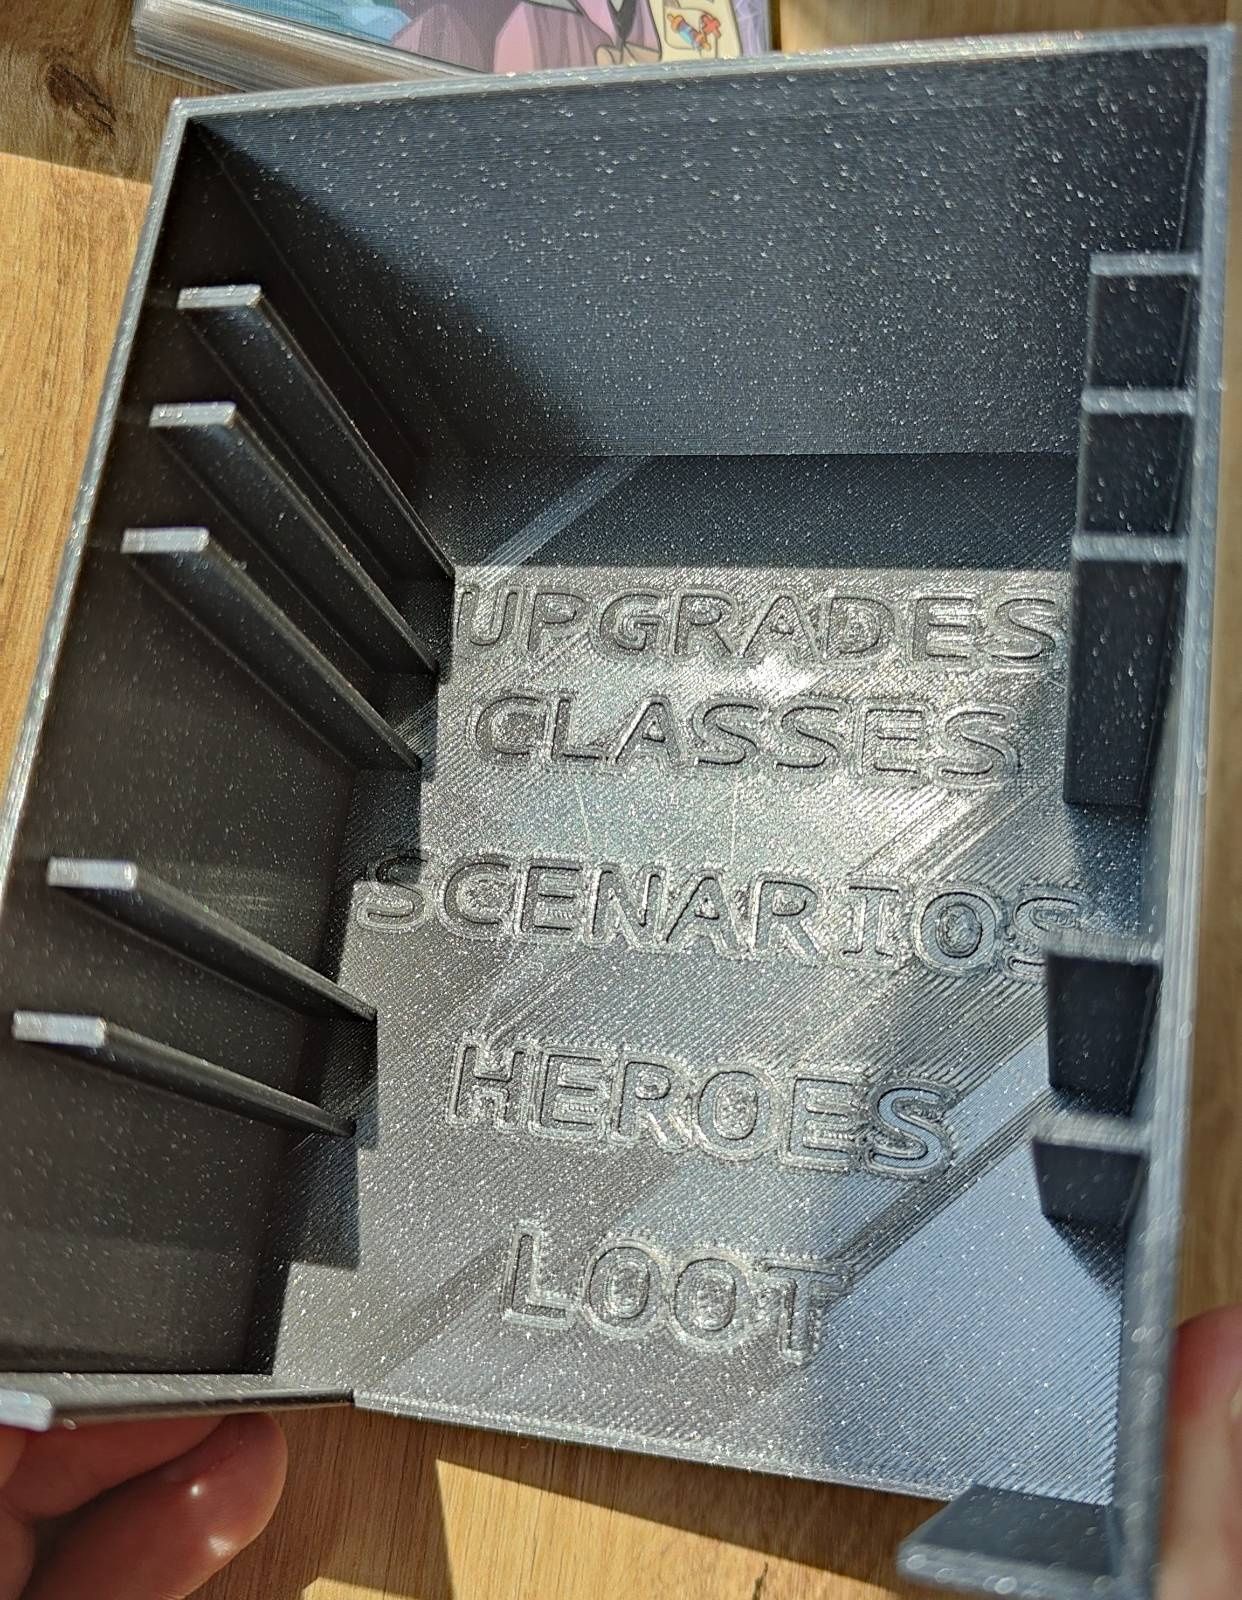 UPGRADES
CLASSES
SCENARIOS
HEROES
LOOT